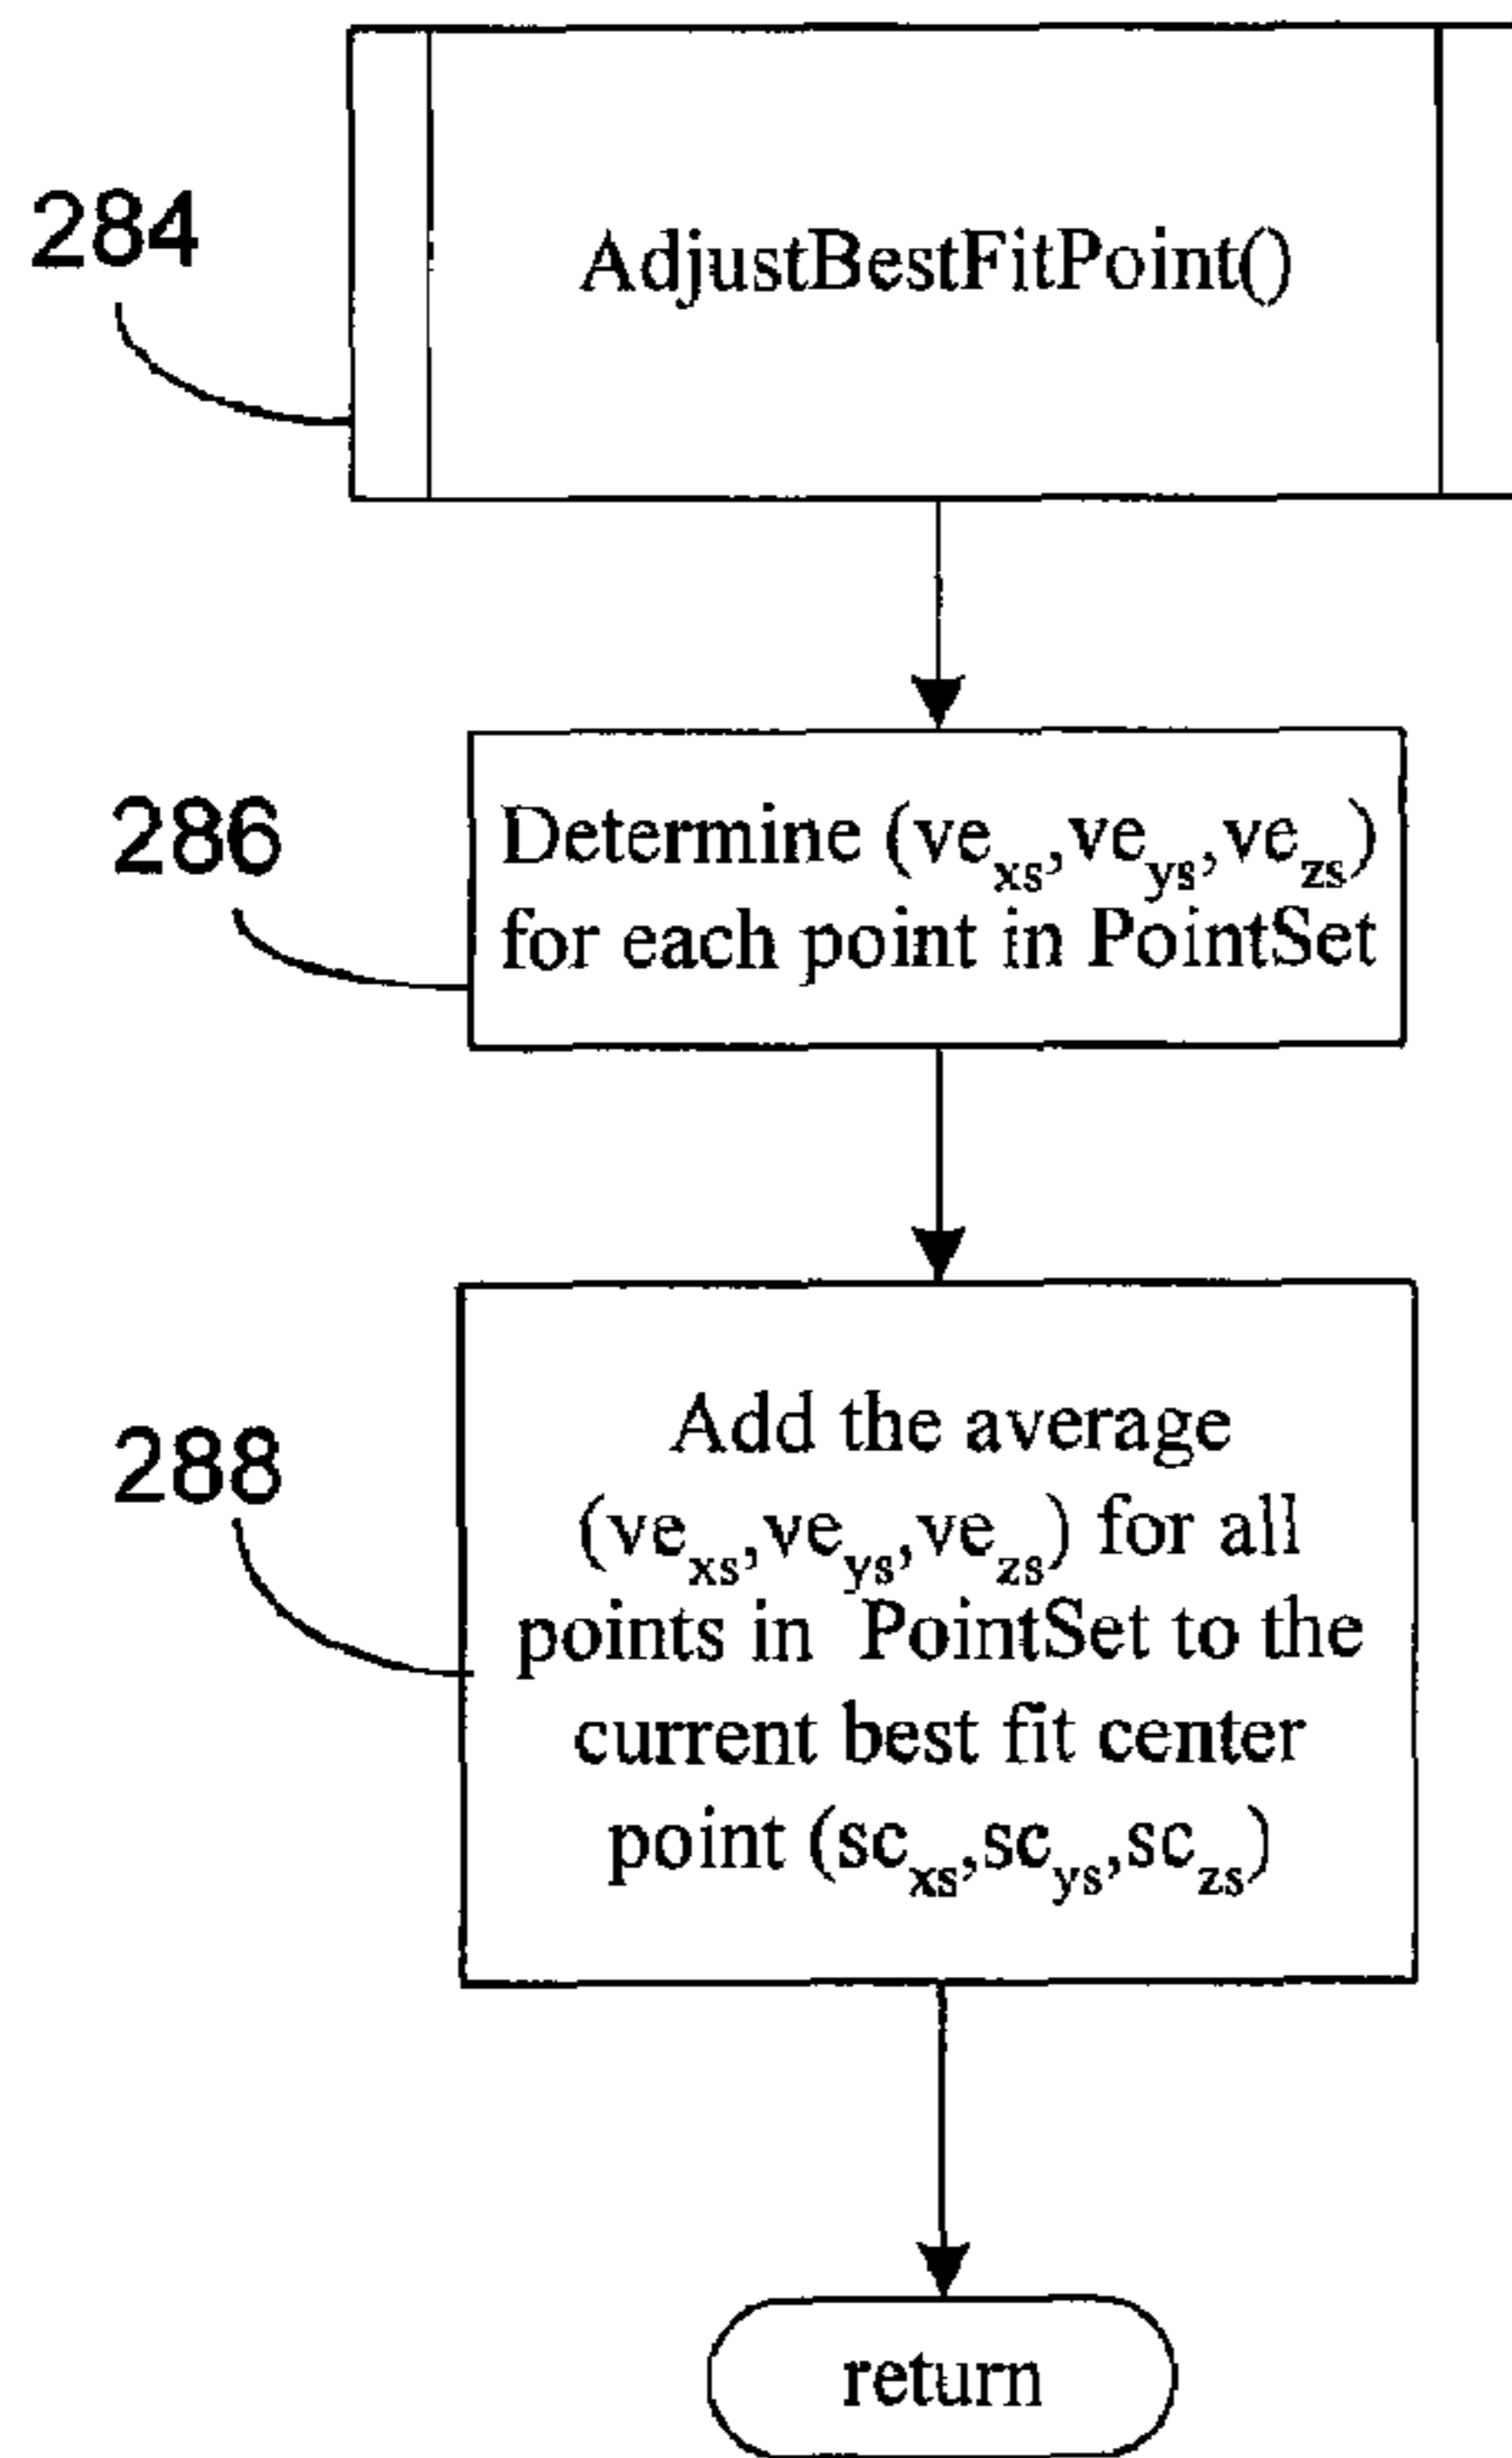 284
AdjustBestFitPoint()
286
Determine (ve_xs,ve_ys,ve_zs)
for each point in PointSet
288
Add the average
(ve_xs,ve_ys,ve_zs) for all
points in PointSet to the
current best fit center
point (sc_xs,sc_ys,sc_zs)
return